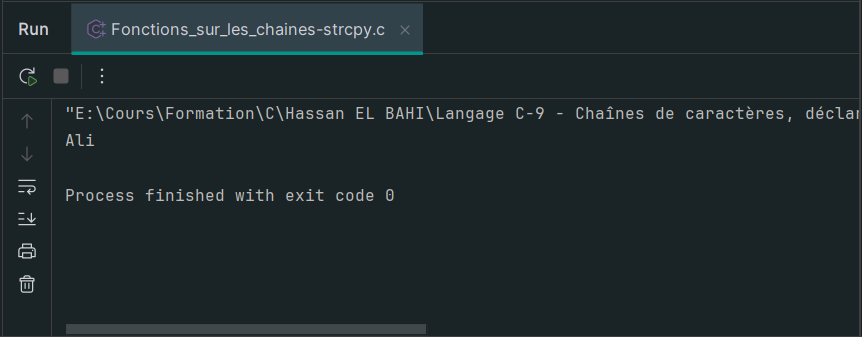 Run Fonctions_sur_les_chaines-strcpy.c
"E:\Cours\Formation\C\Hassan EL BAHI\Langage C-9 - Chaînes de caractères, déclar
Ali
Process finished with exit code 0